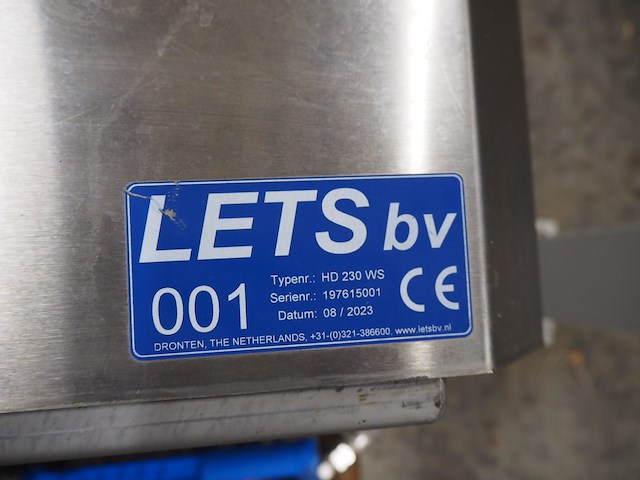 LETS bv
001
Typenr.: HD 230 WS
Serienr.: 197615001
Datum: 08 / 2023
CE
DRONTEN, THE NETHERLANDS, +31-(0)321-386600, www.letsbv.nl